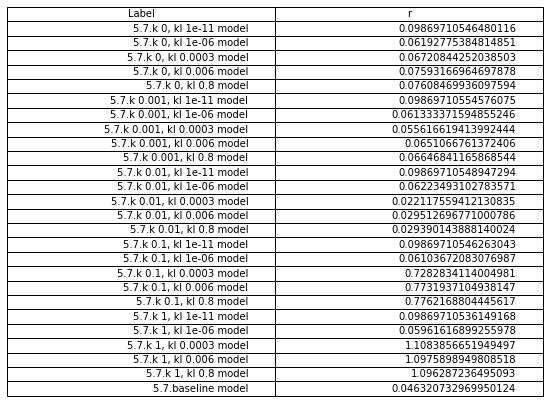 Label r
5.7.k 0, kl 1e-11 model 0.09869710546480116
5.7.k 0, kl 1e-06 model 0.06192775384814851
5.7.k 0, kl 0.0003 model 0.06720844252038503
5.7.k 0, kl 0.006 model 0.07593166964697878
5.7.k 0, kl 0.8 model 0.07608469936097594
5.7.k 0.001, kl 1e-11 model 0.09869710554576075
5.7.k 0.001, kl 1e-06 model 0.061333371594855246
5.7.k 0.001, kl 0.0003 model 0.055616619413992444
5.7.k 0.001, kl 0.006 model 0.0651066761372406
5.7.k 0.001, kl 0.8 model 0.06646841165868544
5.7.k 0.01, kl 1e-11 model 0.09869710548947294
5.7.k 0.01, kl 1e-06 model 0.06223493102783571
5.7.k 0.01, kl 0.0003 model 0.022117559412130835
5.7.k 0.01, kl 0.006 model 0.029512696771000786
5.7.k 0.01, kl 0.8 model 0.029390143888140024
5.7.k 0.1, kl 1e-11 model 0.09869710546263043
5.7.k 0.1, kl 1e-06 model 0.06103672083076987
5.7.k 0.1, kl 0.0003 model 0.7282834114004981
5.7.k 0.1, kl 0.006 model 0.7731937104938147
5.7.k 0.1, kl 0.8 model 0.7762168804445617
5.7.k 1, kl 1e-11 model 0.09869710536149168
5.7.k 1, kl 1e-06 model 0.05961616899255978
5.7.k 1, kl 0.0003 model 1.1083856651949497
5.7.k 1, kl 0.006 model 1.0975898949808518
5.7.k 1, kl 0.8 model 1.096287236495093
5.7.baseline model 0.046320732969950124